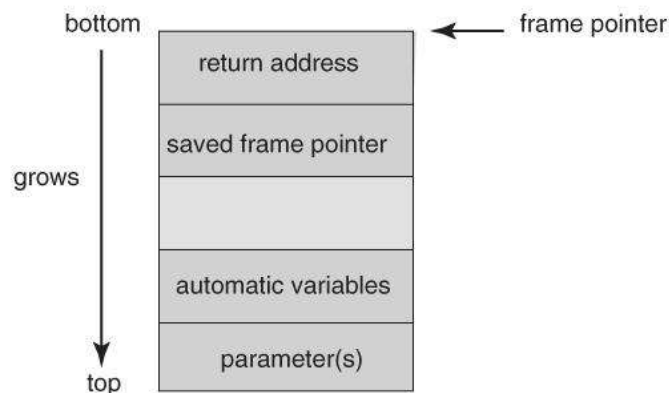 bottom
frame pointer
return address
saved frame pointer
grows
automatic variables
parameter(s)
top